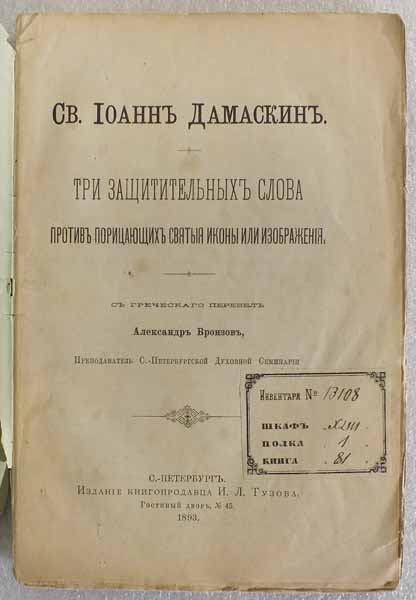 Св. Іоаннъ Дамаскинъ.
ТРИ ЗАЩИТИТЕЛЬНЫХЪ СЛОВА
ПРОТИВЪ ПОРИЦАЮЩИХЪ СВЯТЫЯ ИКОНЫ ИЛИ ИЗОБРАЖЕНІЯ.
СЪ ГРЕЧЕСКАГО ПЕРЕВЕЛЪ
Александръ Бронзовъ,
Преподаватель С.-Петербургской Духовной Семинаріи
Инвентаря № 13108
ШКАФЪ XLIII
ПОЛКА 1
КНИГА 81
С.-ПЕТЕРБУРГЪ.
Изданіе книгопродавца И. Л. Тузова.
Гостиный дворъ, № 45.
1893.